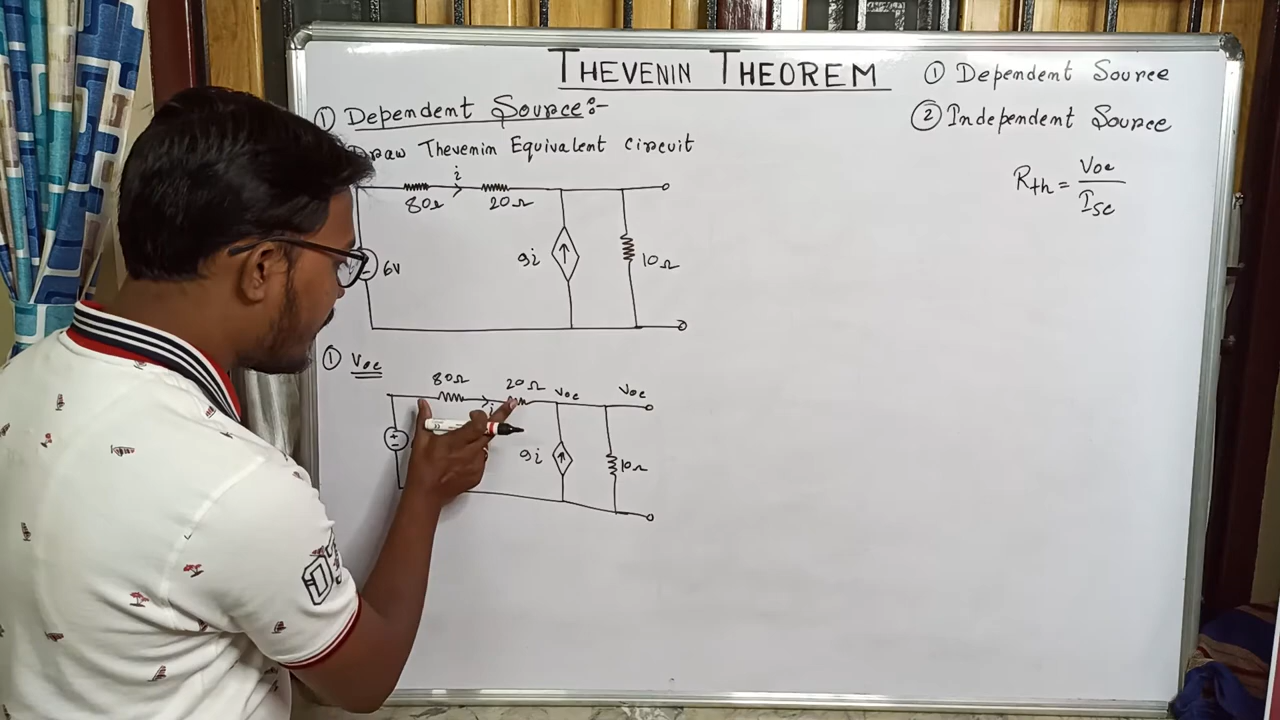 THEVENIN THEOREM
① Dependent Source
② Independent Source
Rth = Voc / Isc
① Dependent Source:-
Draw Thevenin Equivalent Circuit
i
80Ω 20Ω
6V
9i
10Ω
① Voc
80Ω 20Ω Voc Voc
i
9i
10Ω